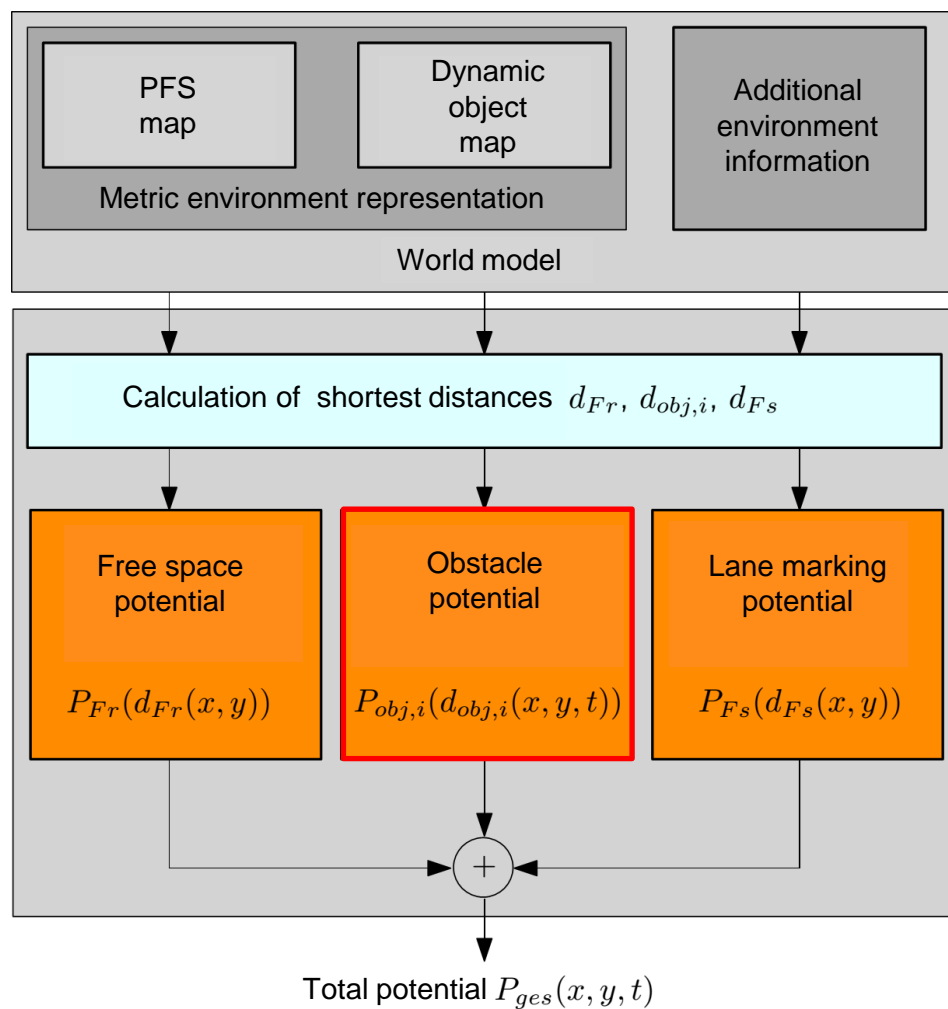 PFS
map
Dynamic
object
map
Metric environment representation
Additional
environment
information
World model
Calculation of shortest distances $d_{Fr}$, $d_{obj,i}$, $d_{Fs}$
Free space
potential
$P_{Fr}(d_{Fr}(x,y))$
Obstacle
potential
$P_{obj,i}(d_{obj,i}(x,y,t))$
Lane marking
potential
$P_{Fs}(d_{Fs}(x,y))$
+
Total potential $P_{ges}(x,y,t)$